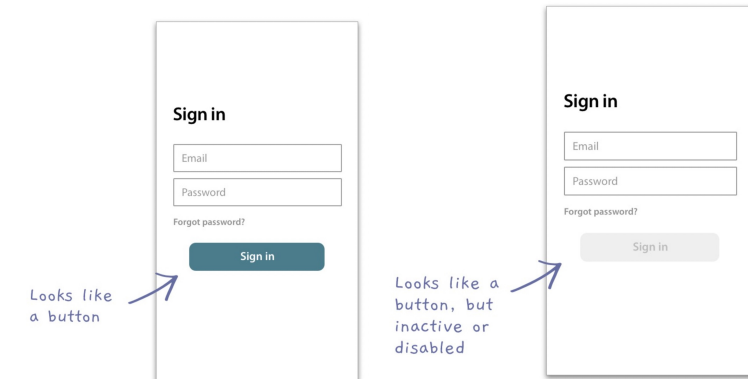 Sign in
Email
Password
Forgot password?
Sign in
Looks like
a button
Sign in
Email
Password
Forgot password?
Sign in
Looks like a
button, but
inactive or
disabled